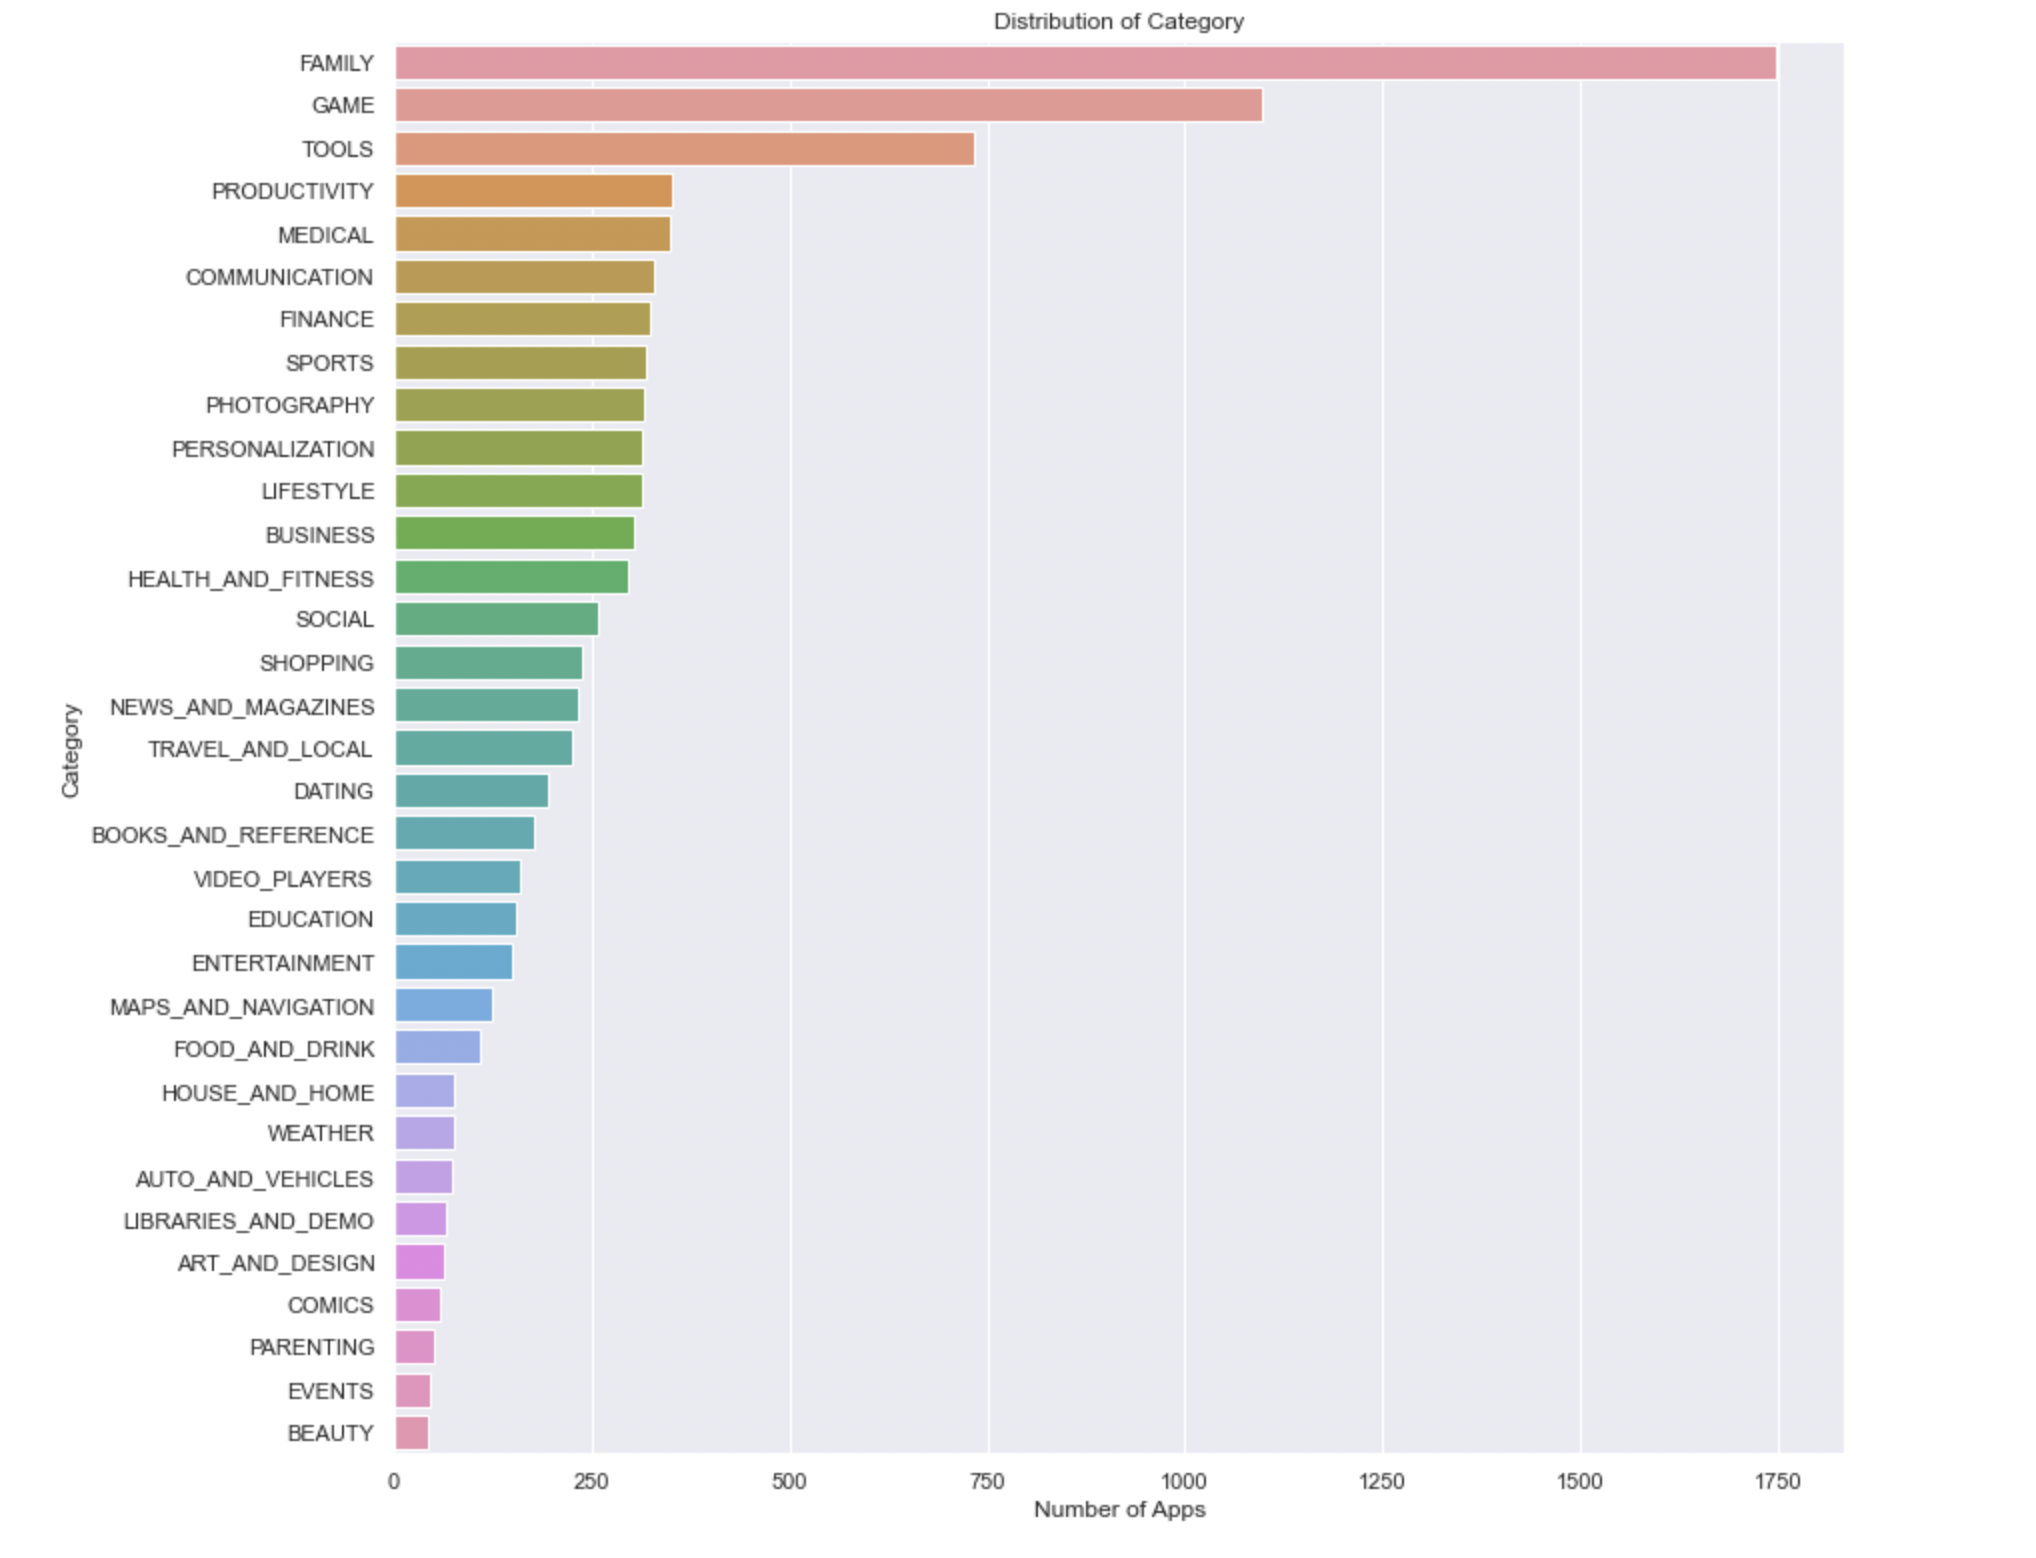 Distribution of Category
FAMILY
GAME
TOOLS
PRODUCTIVITY
MEDICAL
COMMUNICATION
FINANCE
SPORTS
PHOTOGRAPHY
PERSONALIZATION
LIFESTYLE
BUSINESS
HEALTH_AND_FITNESS
SOCIAL
SHOPPING
NEWS_AND_MAGAZINES
TRAVEL_AND_LOCAL
DATING
BOOKS_AND_REFERENCE
VIDEO_PLAYERS
EDUCATION
ENTERTAINMENT
MAPS_AND_NAVIGATION
FOOD_AND_DRINK
HOUSE_AND_HOME
WEATHER
AUTO_AND_VEHICLES
LIBRARIES_AND_DEMO
ART_AND_DESIGN
COMICS
PARENTING
EVENTS
BEAUTY
Category
0 250 500 750 1000 1250 1500 1750
Number of Apps